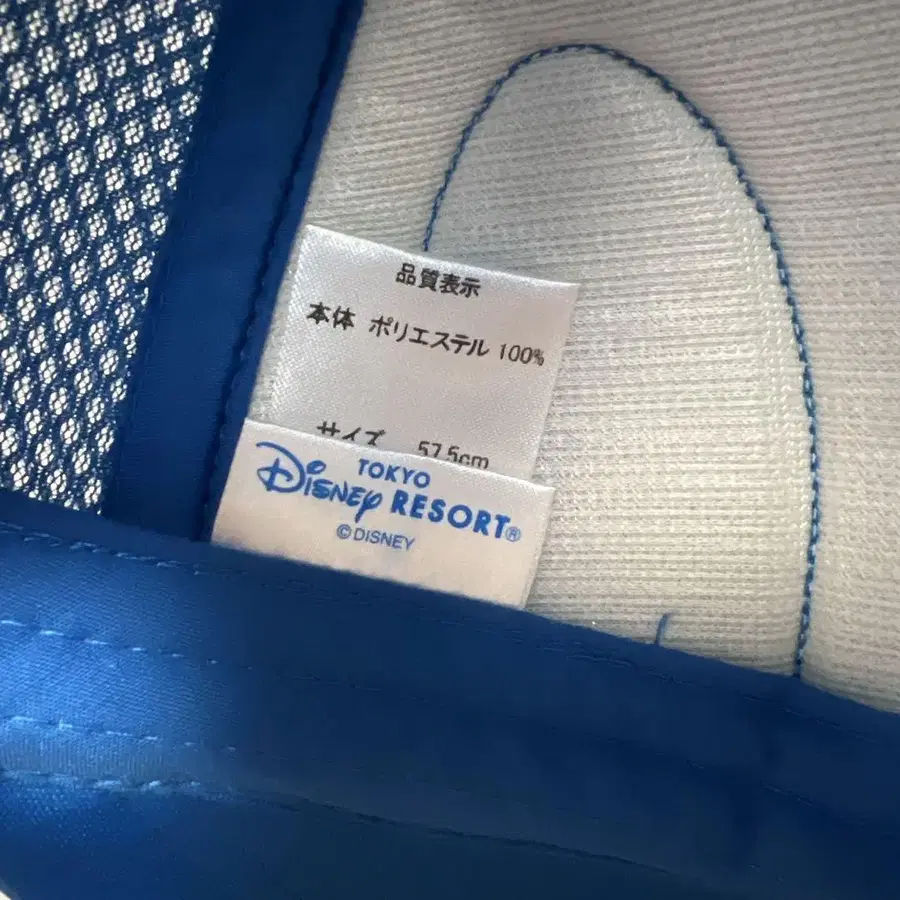 品質表示
本体 ポリエステル 100%
サイズ 57.5cm
TOKYO
Disney RESORT®
©DISNEY